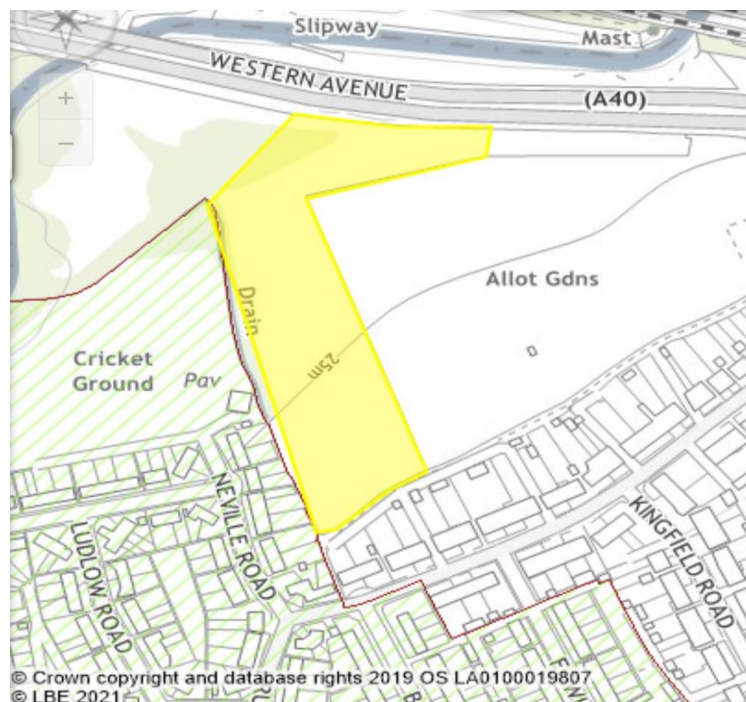 Slipway
Mast
WESTERN AVENUE
(A40)
+
−
Allot Gdns
Drain
25m
Cricket
Ground
Pav
NEVILLE ROAD
LUDLOW ROAD
KINGFIELD ROAD
© Crown copyright and database rights 2019 OS LA0100019807
© LBE 2021